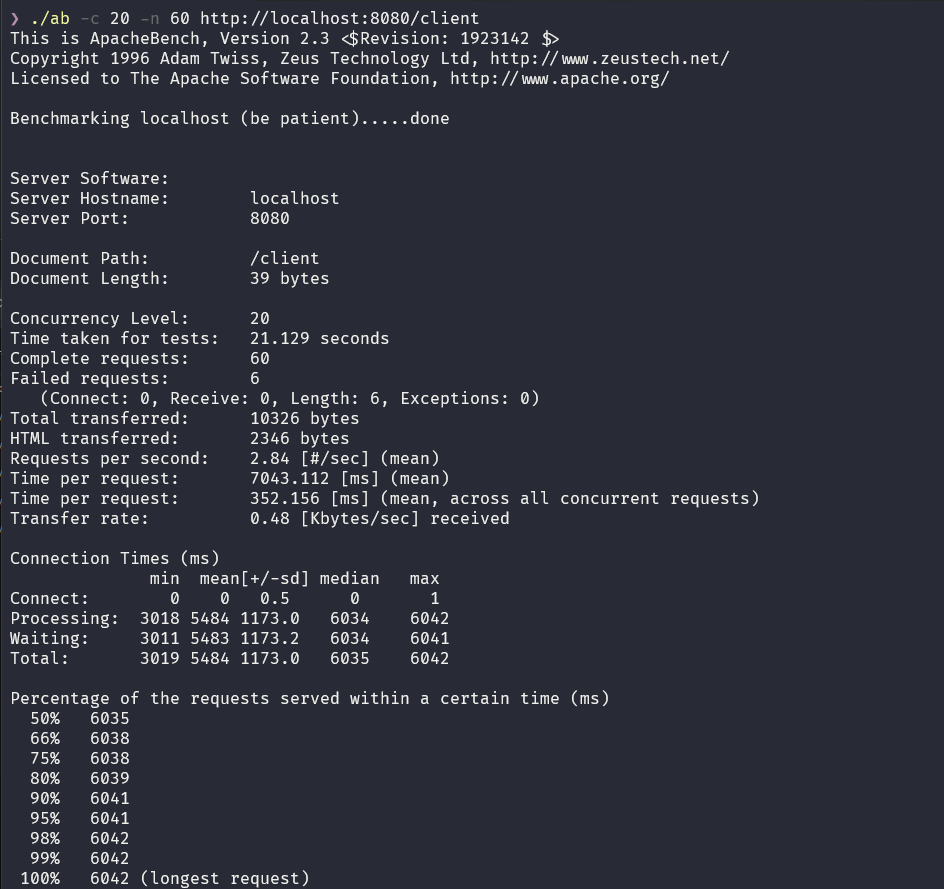 ❯ ./ab -c 20 -n 60 http://localhost:8080/client
This is ApacheBench, Version 2.3 <$Revision: 1923142 $>
Copyright 1996 Adam Twiss, Zeus Technology Ltd, http://www.zeustech.net/
Licensed to The Apache Software Foundation, http://www.apache.org/

Benchmarking localhost (be patient).....done


Server Software:
Server Hostname:        localhost
Server Port:            8080

Document Path:          /client
Document Length:        39 bytes

Concurrency Level:      20
Time taken for tests:   21.129 seconds
Complete requests:      60
Failed requests:        6
   (Connect: 0, Receive: 0, Length: 6, Exceptions: 0)
Total transferred:      10326 bytes
HTML transferred:       2346 bytes
Requests per second:    2.84 [#/sec] (mean)
Time per request:       7043.112 [ms] (mean)
Time per request:       352.156 [ms] (mean, across all concurrent requests)
Transfer rate:          0.48 [Kbytes/sec] received

Connection Times (ms)
              min  mean[+/-sd] median   max
Connect:        0    0   0.5      0       1
Processing:  3018 5484 1173.0   6034    6042
Waiting:     3011 5483 1173.2   6034    6041
Total:       3019 5484 1173.0   6035    6042

Percentage of the requests served within a certain time (ms)
  50%   6035
  66%   6038
  75%   6038
  80%   6039
  90%   6041
  95%   6041
  98%   6042
  99%   6042
 100%   6042 (longest request)